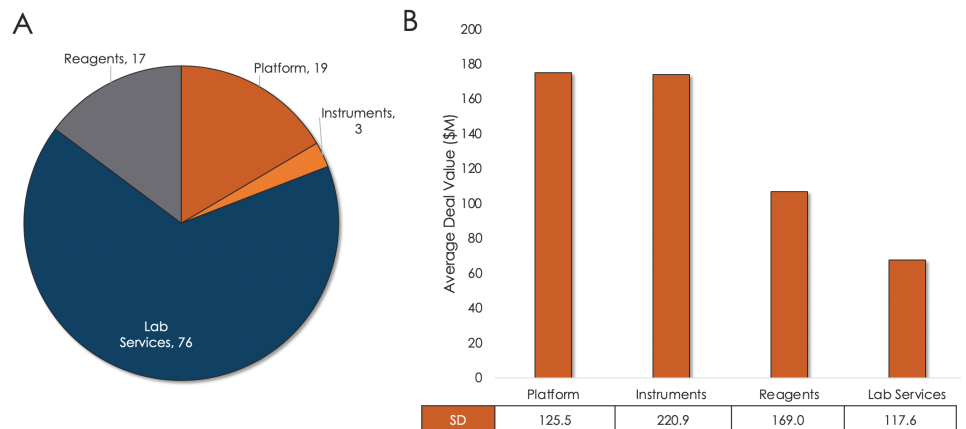 A
Reagents, 17
Platform, 19
Instruments,
3
Lab
Services, 76
B
Average Deal Value ($M)
200
180
160
140
120
100
80
60
40
20
0
Platform Instruments Reagents Lab Services
SD 125.5 220.9 169.0 117.6